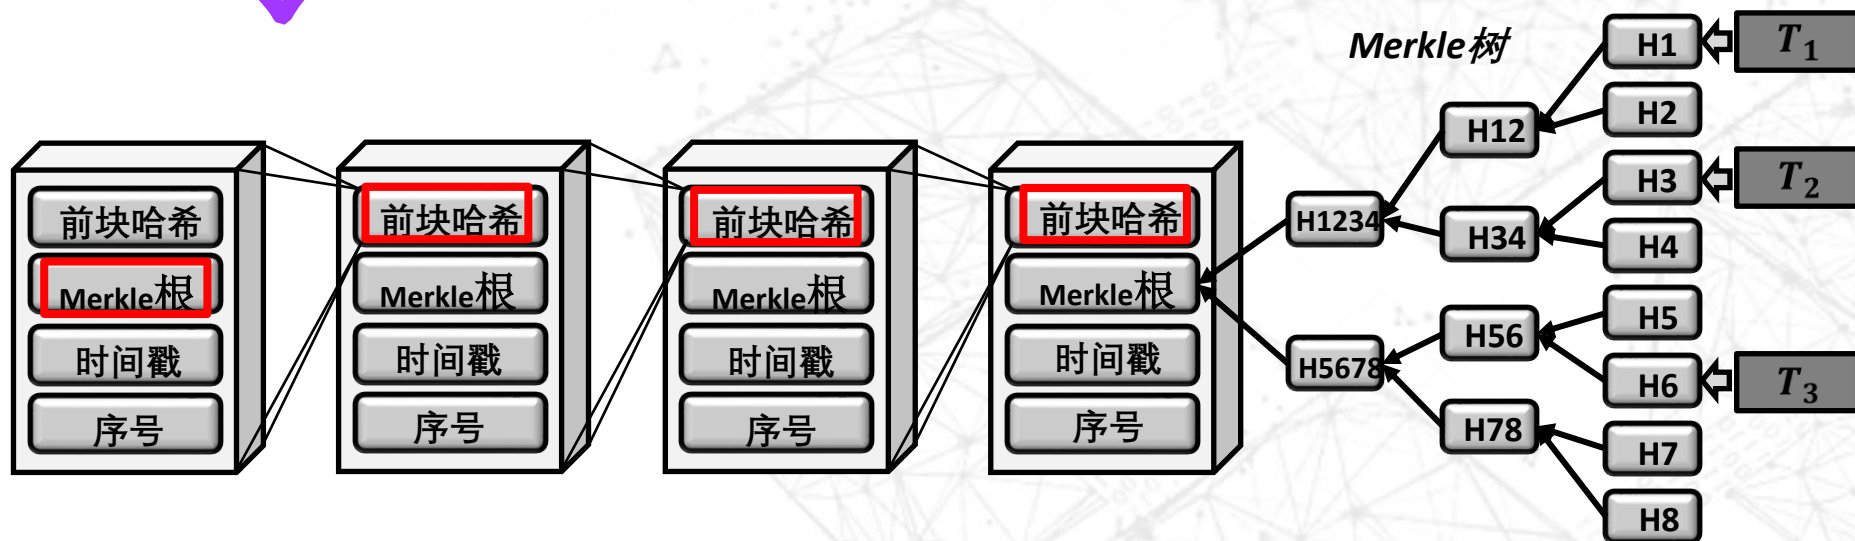 前块哈希
Merkle根
时间戳
序号
前块哈希
Merkle根
时间戳
序号
前块哈希
Merkle根
时间戳
序号
前块哈希
Merkle根
时间戳
序号
Merkle树
H1234
H5678
H12
H34
H56
H78
H1
H2
H3
H4
H5
H6
H7
H8
T₁
T₂
T₃